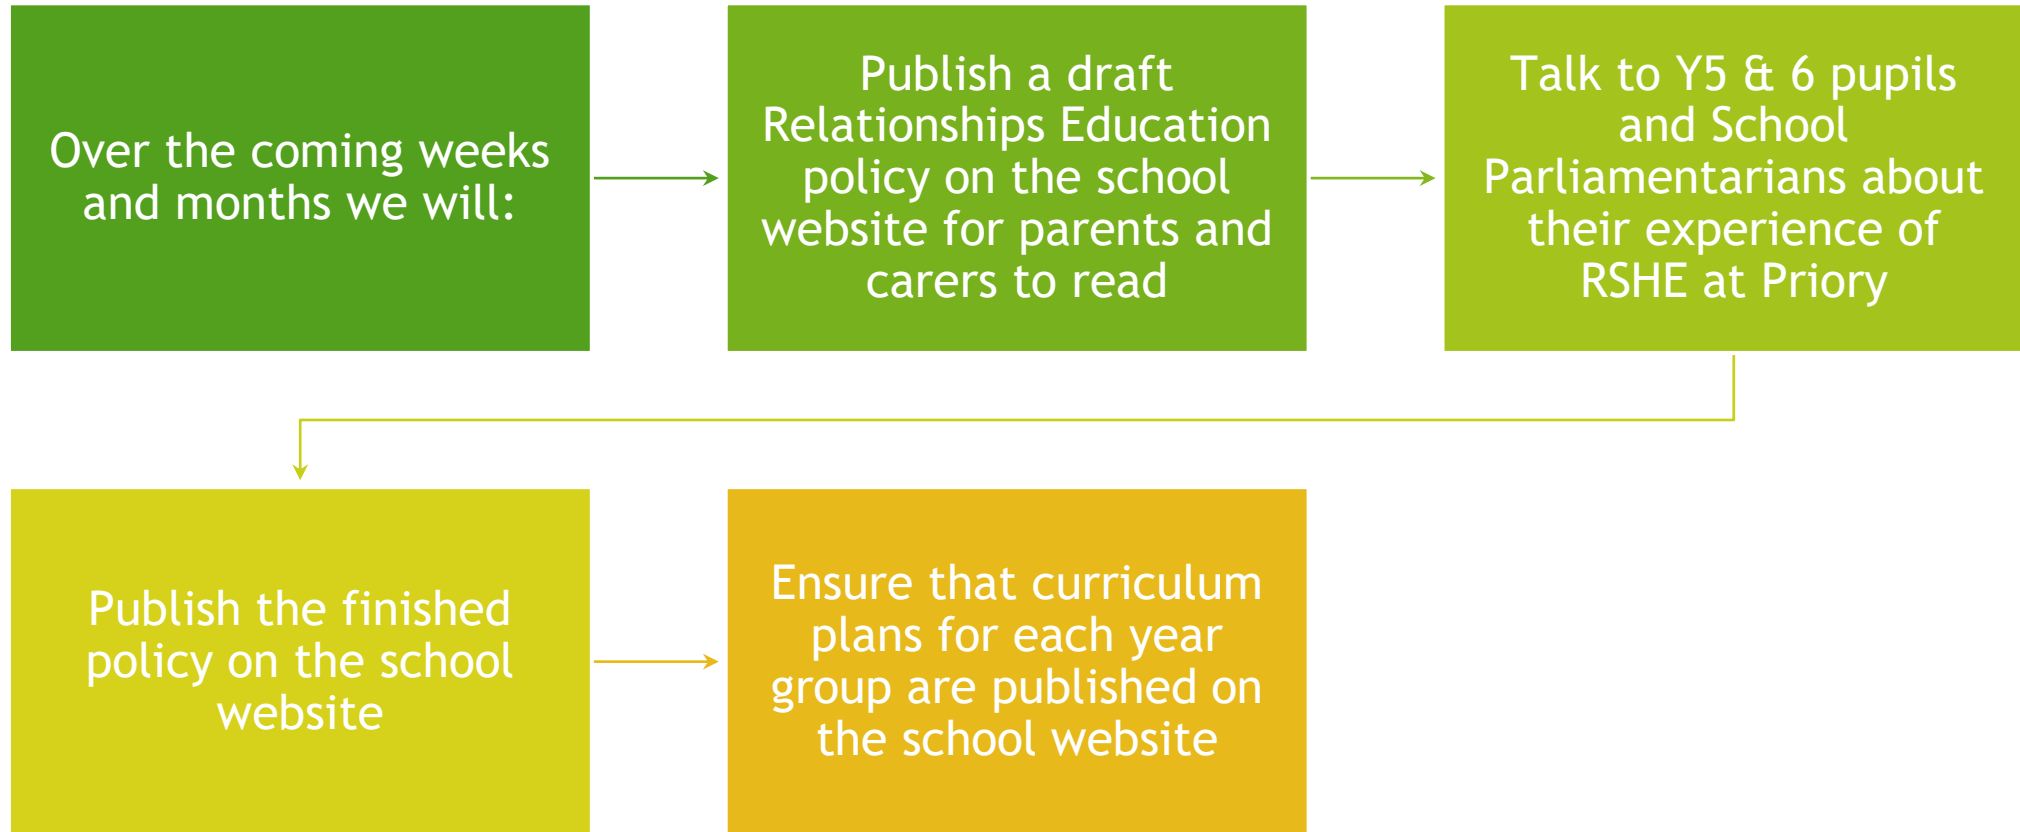 Over the coming weeks
and months we will:
Publish a draft
Relationships Education
policy on the school
website for parents and
carers to read
Talk to Y5 & 6 pupils
and School
Parliamentarians about
their experience of
RSHE at Priory
Publish the finished
policy on the school
website
Ensure that curriculum
plans for each year
group are published on
the school website